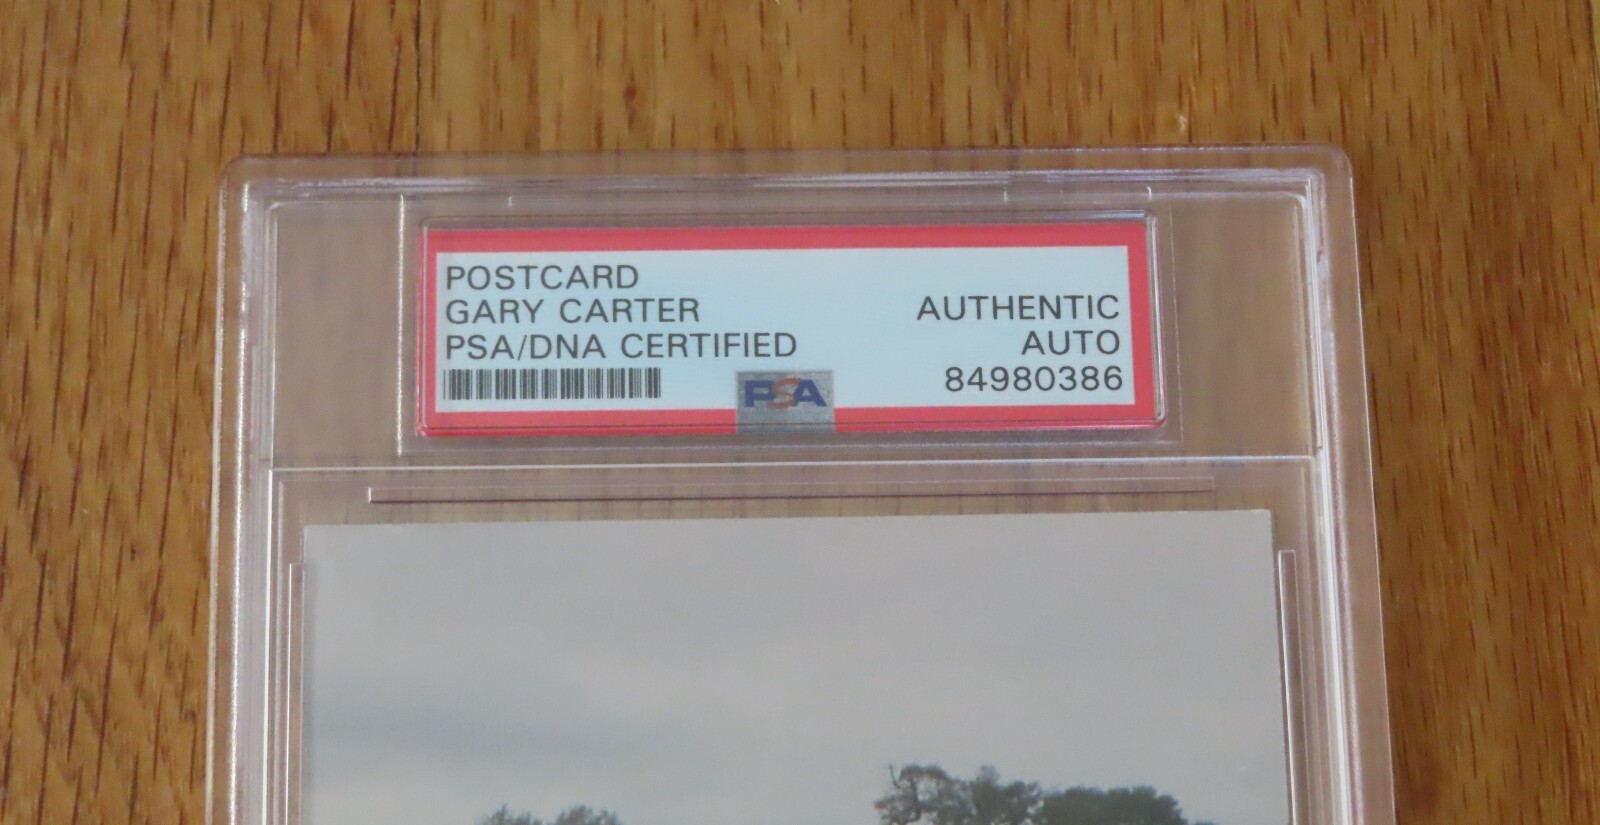 POSTCARD
GARY CARTER
PSA/DNA CERTIFIED
AUTHENTIC
AUTO
84980386
PSA